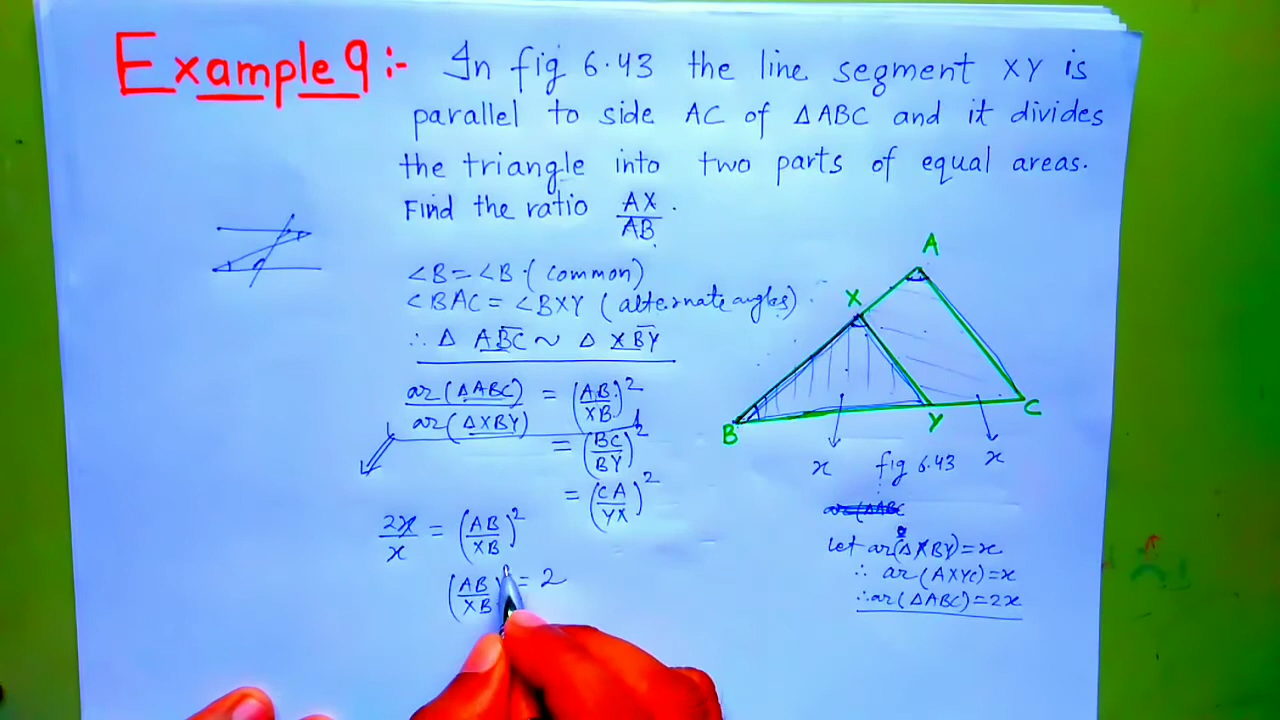 Example 9:- In fig 6.43 the line segment XY is
parallel to side AC of ΔABC and it divides
the triangle into two parts of equal areas.
Find the ratio AX/AB.
∠B = ∠B (common)
∠BAC = ∠BXY (alternate angles)
∴ Δ ABC ~ Δ XBY
ar(ΔABC)/ar(ΔXBY) = (AB/XB)²
= (BC/BY)²
= (CA/YX)²
2x/x = (AB/XB)²
(AB/XB) = 2
A
X
B
Y
C
x
fig 6.43
x
let ar(ΔXBY)=x
∴ ar(AXYC)=x
∴ ar(ΔABC)=2x